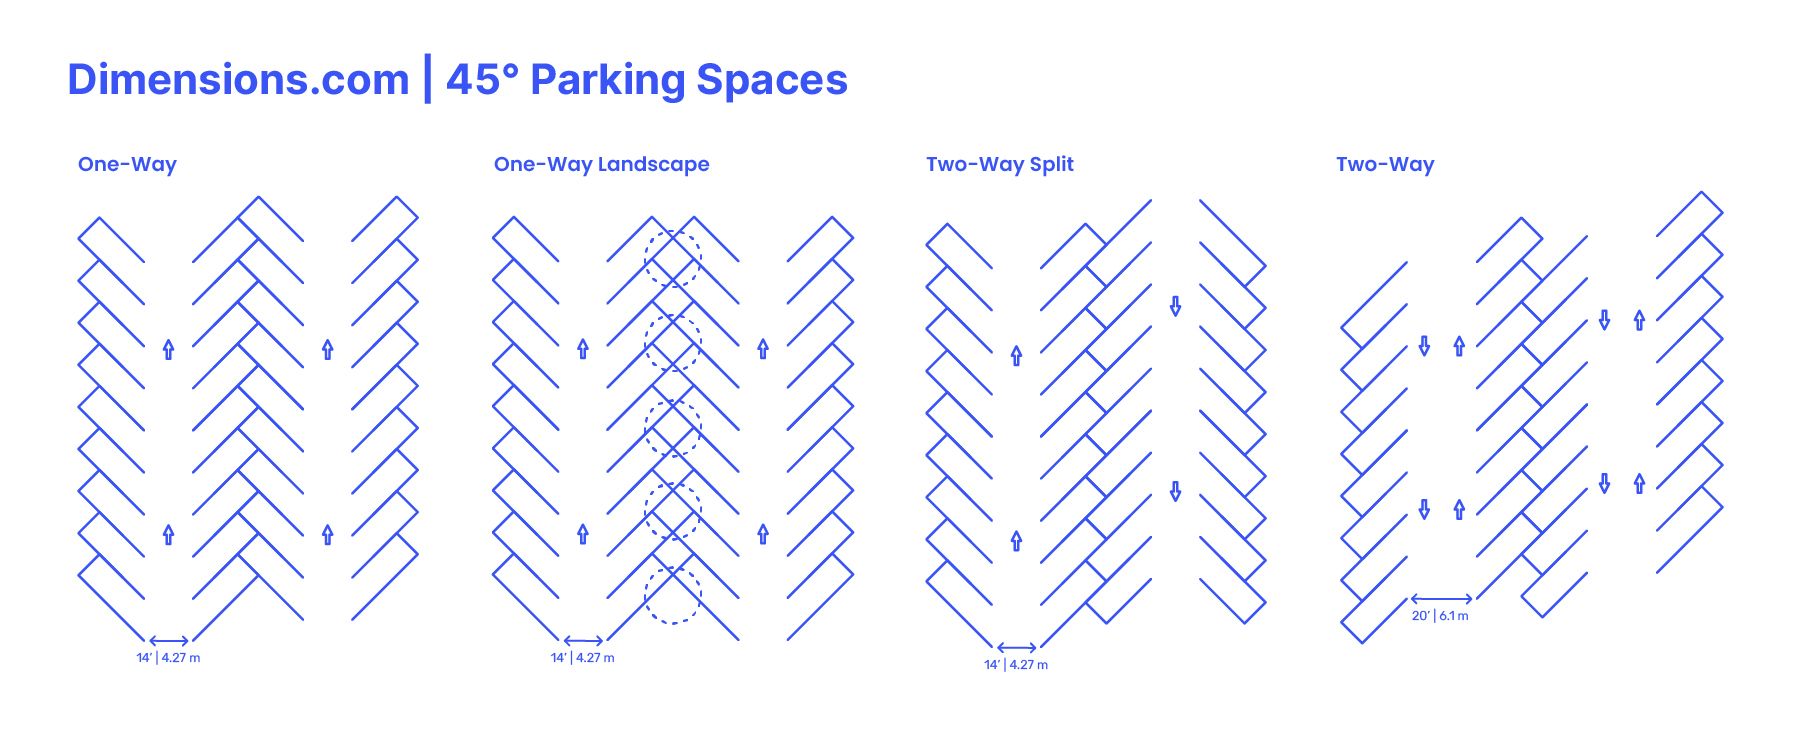 Dimensions.com | 45° Parking Spaces
One-Way
One-Way Landscape
Two-Way Split
Two-Way
14' | 4.27 m
14' | 4.27 m
14' | 4.27 m
20' | 6.1 m